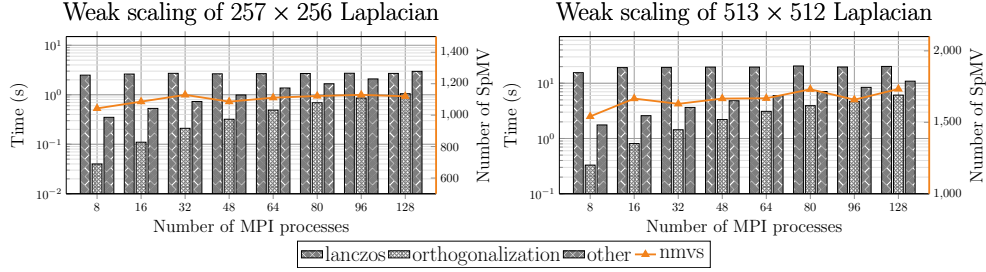 Weak scaling of 257 × 256 Laplacian
Weak scaling of 513 × 512 Laplacian
Time (s)
10^1
10^0
10^−1
10^−2
1,400
1,200
1,000
800
600
Number of SpMV
8 16 32 48 64 80 96 128
Number of MPI processes
Time (s)
10^1
10^0
10^−1
2,000
1,500
1,000
Number of SpMV
8 16 32 48 64 80 96 128
Number of MPI processes
lanczos orthogonalization other nmvs